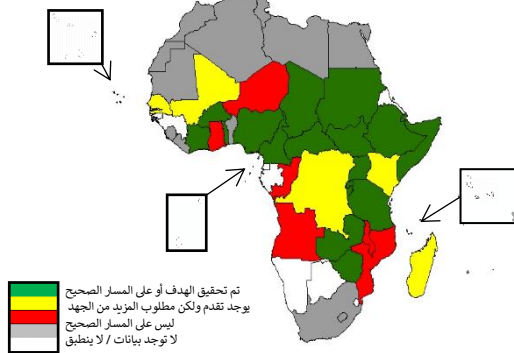 تم تحقيق الهدف أو على المسار الصحيح
يوجد تقدم ولكن مطلوب المزيد من الجهد
ليس على المسار الصحيح
لا توجد بيانات / لا ينطبق